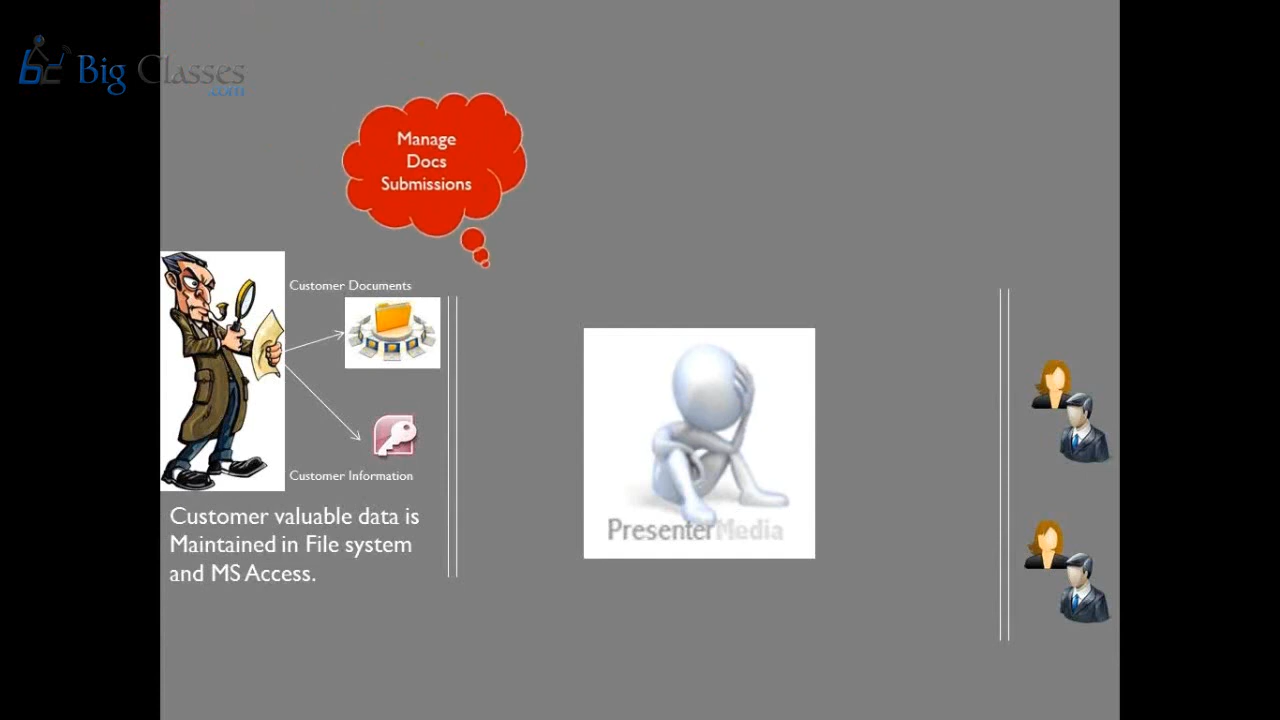 Big Classes
.com
Manage
Docs
Submissions
Customer Documents
Customer Information
Customer valuable data is
Maintained in File system
and MS Access.
PresenterMedia